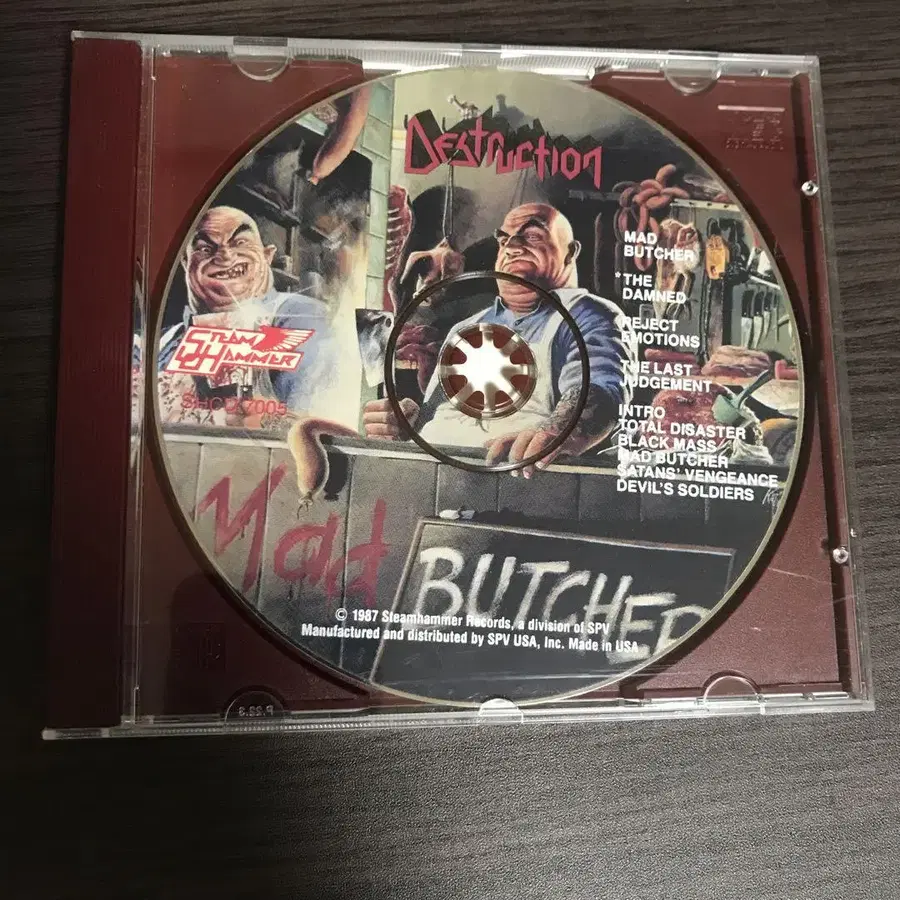 DESTRUCTION
MAD
BUTCHER
*THE
DAMNED
REJECT
EMOTIONS
THE LAST
JUDGEMENT
INTRO
TOTAL DISASTER
BLACK MASS
MAD BUTCHER
SATANS' VENGEANCE
DEVIL'S SOLDIERS
STEAM
HAMMER
SHCD 7005
Mad
BUTCHER
© 1987 Steamhammer Records, a division of SPV
Manufactured and distributed by SPV USA, Inc. Made in USA